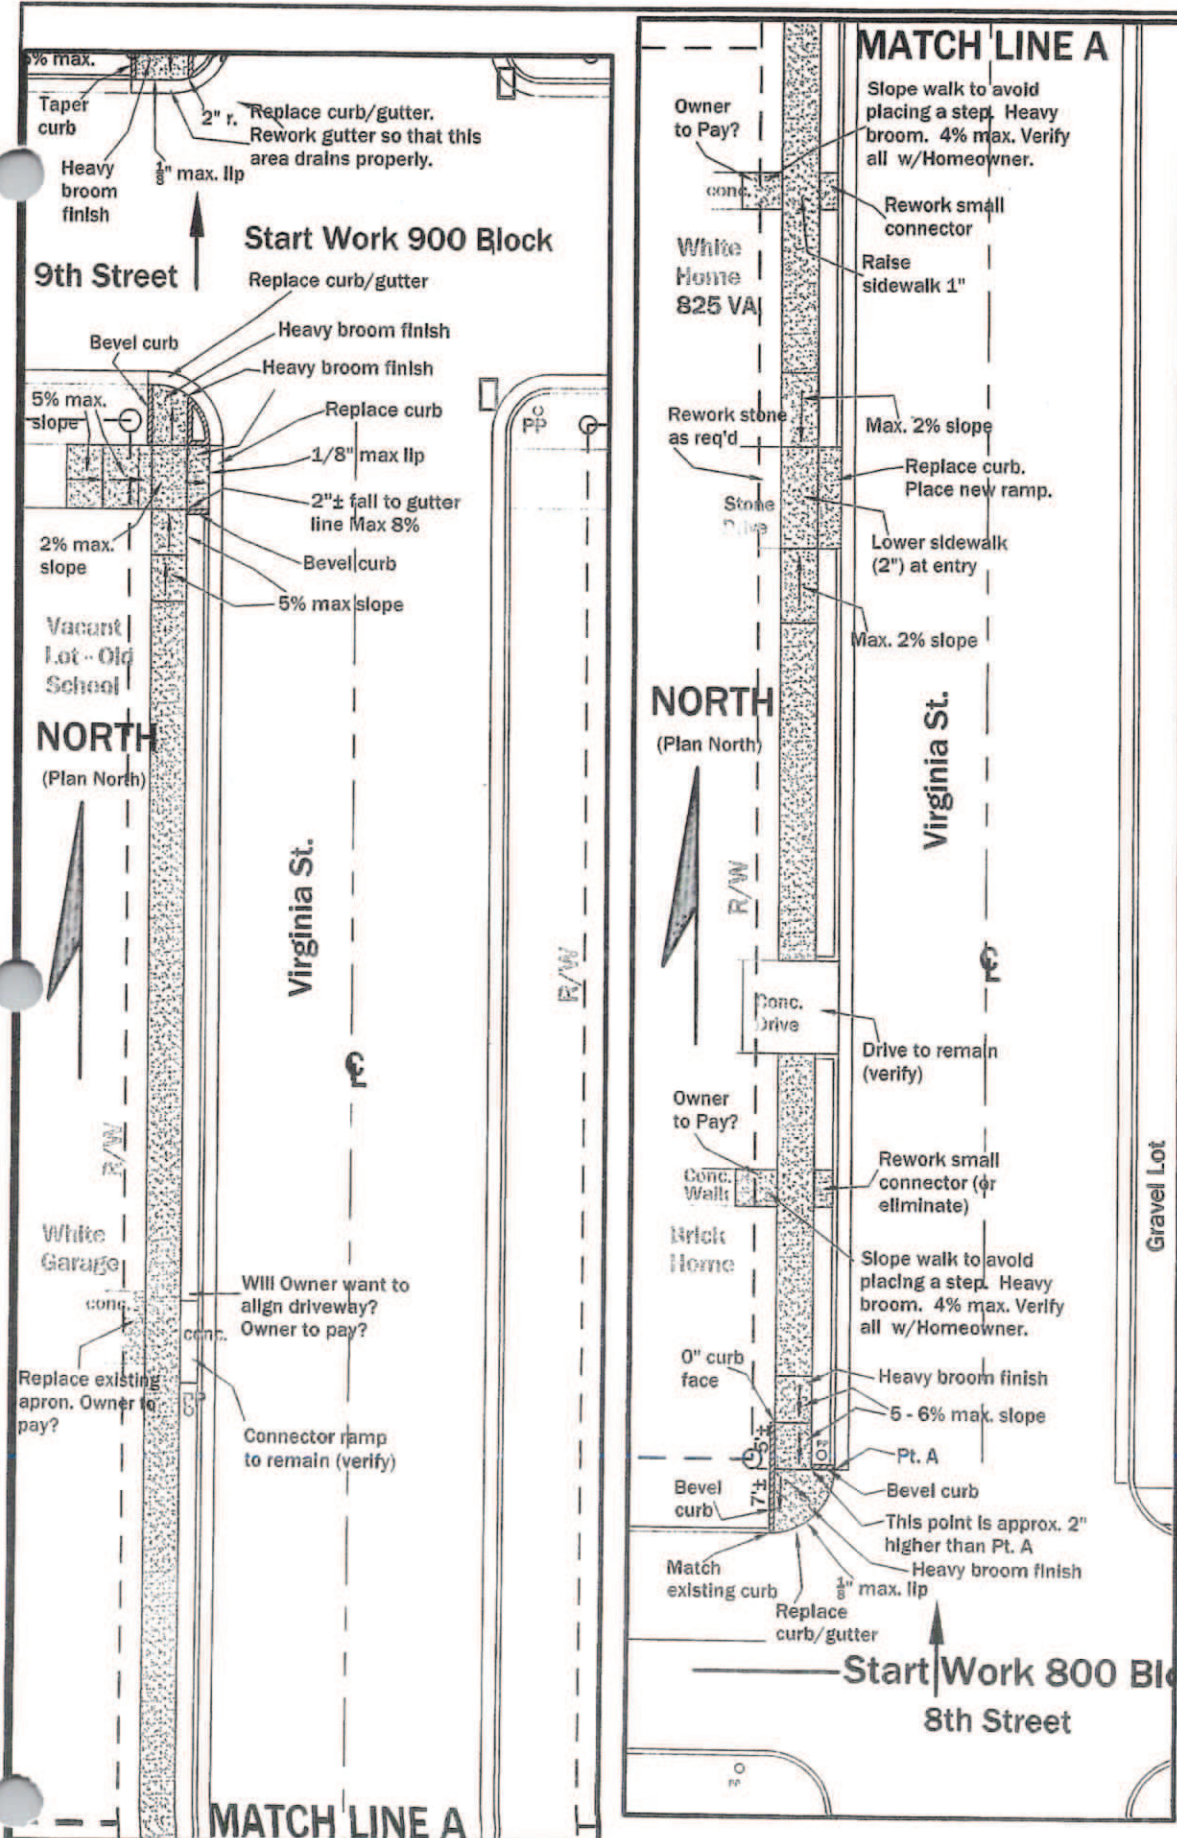 5% max.
Taper
curb
2" r.
Replace curb/gutter.
Rework gutter so that this
area drains properly.
Heavy
broom
finish
⅛" max. lip
Start Work 900 Block
9th Street
Replace curb/gutter
Bevel curb
Heavy broom finish
Heavy broom finish
5% max.
slope
Replace curb
PP
1/8" max lip
2"± fall to gutter
line Max 8%
2% max.
slope
Bevel curb
5% max slope
Vacant
Lot - Old
School
NORTH
(Plan North)
Virginia St.
R/W
℄
R/W
White
Garage
conc.
Will Owner want to
align driveway?
Owner to pay?
conc.
Replace existing
apron. Owner to
pay?
PP
Connector ramp
to remain (verify)
MATCH LINE A
MATCH LINE A
Slope walk to avoid
placing a step. Heavy
broom. 4% max. Verify
all w/Homeowner.
Owner
to Pay?
conc.
Rework small
connector
White
Home
825 VA
Raise
sidewalk 1"
Rework stone
as req'd
Max. 2% slope
Replace curb.
Place new ramp.
Stone
Drive
Lower sidewalk
(2") at entry
Max. 2% slope
NORTH
(Plan North)
Virginia St.
R/W
℄
Conc.
Drive
Drive to remain
(verify)
Owner
to Pay?
Conc.
Walk
Rework small
connector (or
eliminate)
Gravel Lot
Brick
Home
Slope walk to avoid
placing a step. Heavy
broom. 4% max. Verify
all w/Homeowner.
0" curb
face
Heavy broom finish
5 - 6% max. slope
5'±
Pt. A
7'±
Bevel
curb
Bevel curb
This point is approx. 2"
higher than Pt. A
Match
existing curb
Heavy broom finish
⅛" max. lip
Replace
curb/gutter
Start Work 800 Blo
8th Street
PP